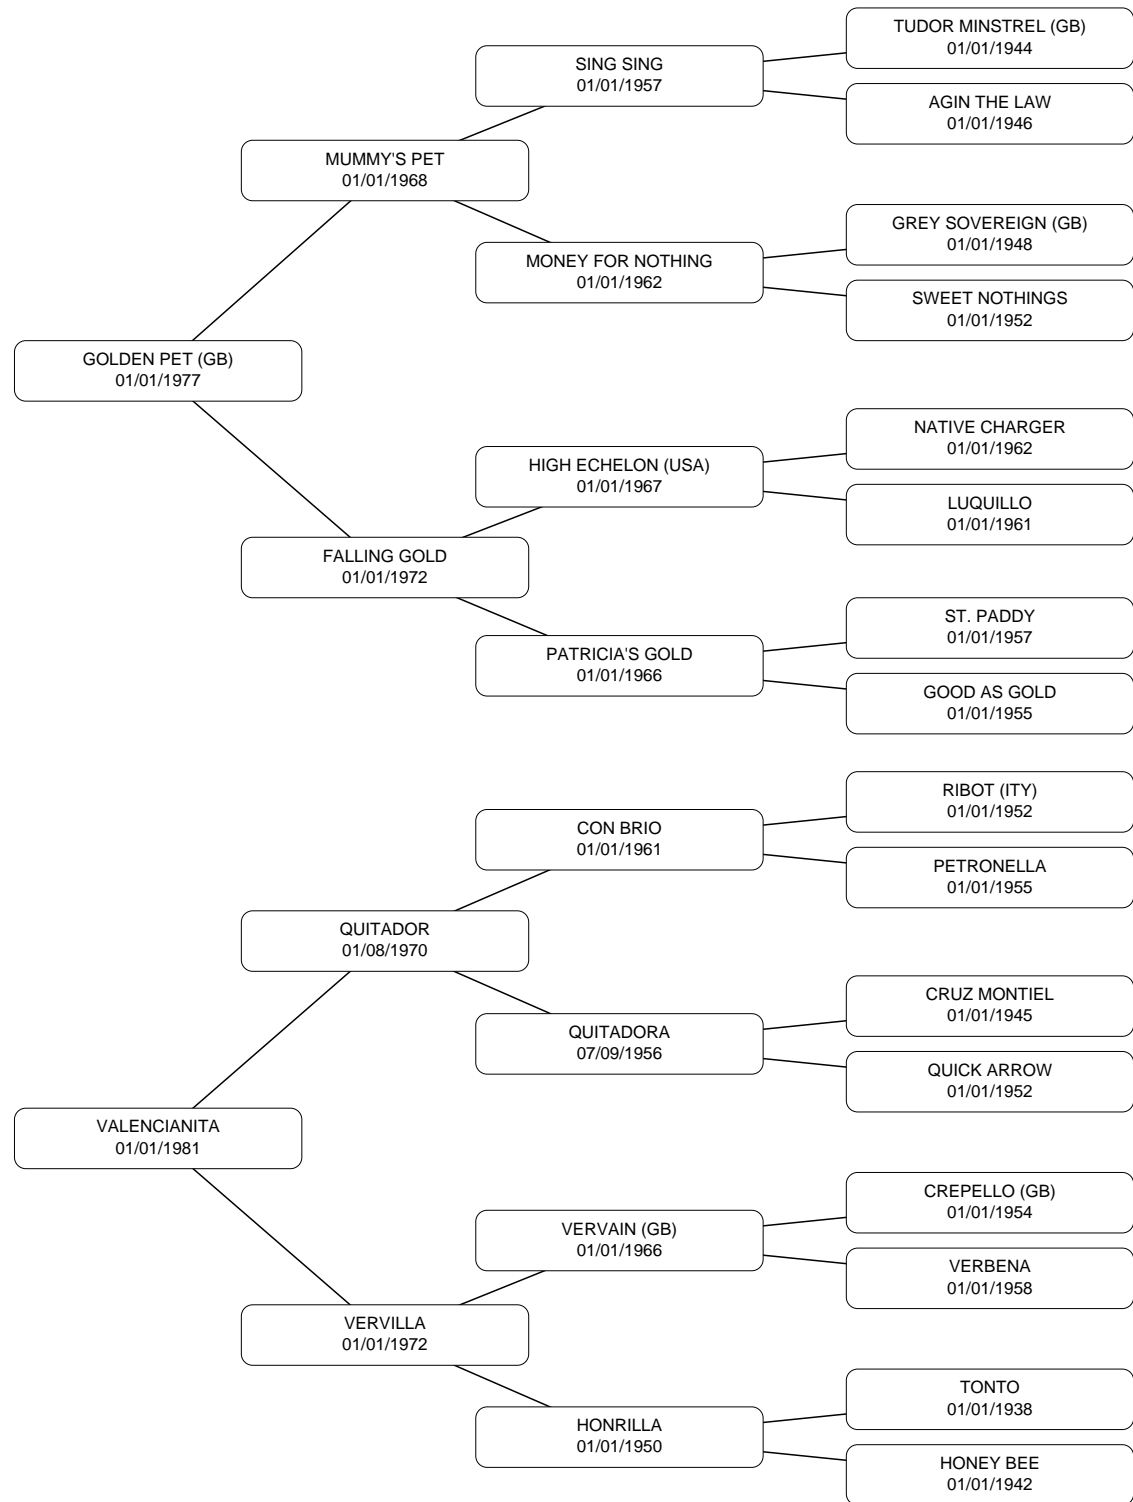 TUDOR MINSTREL (GB)
01/01/1944
SING SING
01/01/1957
AGIN THE LAW
01/01/1946
MUMMY'S PET
01/01/1968
GREY SOVEREIGN (GB)
01/01/1948
MONEY FOR NOTHING
01/01/1962
SWEET NOTHINGS
01/01/1952
GOLDEN PET (GB)
01/01/1977
NATIVE CHARGER
01/01/1962
HIGH ECHELON (USA)
01/01/1967
LUQUILLO
01/01/1961
FALLING GOLD
01/01/1972
ST. PADDY
01/01/1957
PATRICIA'S GOLD
01/01/1966
GOOD AS GOLD
01/01/1955
RIBOT (ITY)
01/01/1952
CON BRIO
01/01/1961
PETRONELLA
01/01/1955
QUITADOR
01/08/1970
CRUZ MONTIEL
01/01/1945
QUITADORA
07/09/1956
QUICK ARROW
01/01/1952
VALENCIANITA
01/01/1981
CREPELLO (GB)
01/01/1954
VERVAIN (GB)
01/01/1966
VERBENA
01/01/1958
VERVILLA
01/01/1972
TONTO
01/01/1938
HONRILLA
01/01/1950
HONEY BEE
01/01/1942